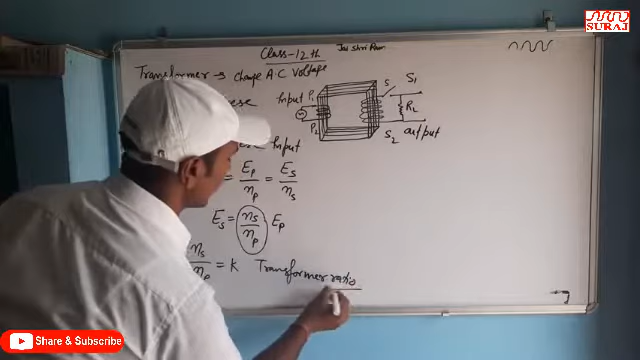 Class-12th
Jai Shri Ram
Transformer → Change A.C Voltage
Input P1
S
S1
RL
P2
S2
output
Input
= Ep/np = Es/ns
Es = ns/np Ep
ns/np = K Transformer ratio
SURAJ
Share & Subscribe